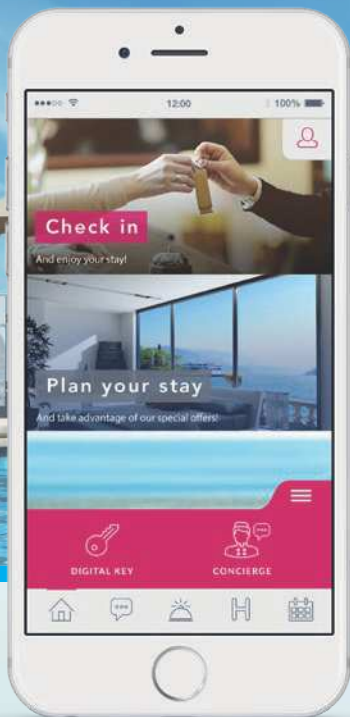 12:00
100%
Check in
And enjoy your stay!
Plan your stay
And take advantage of our special offers!
DIGITAL KEY
CONCIERGE
H